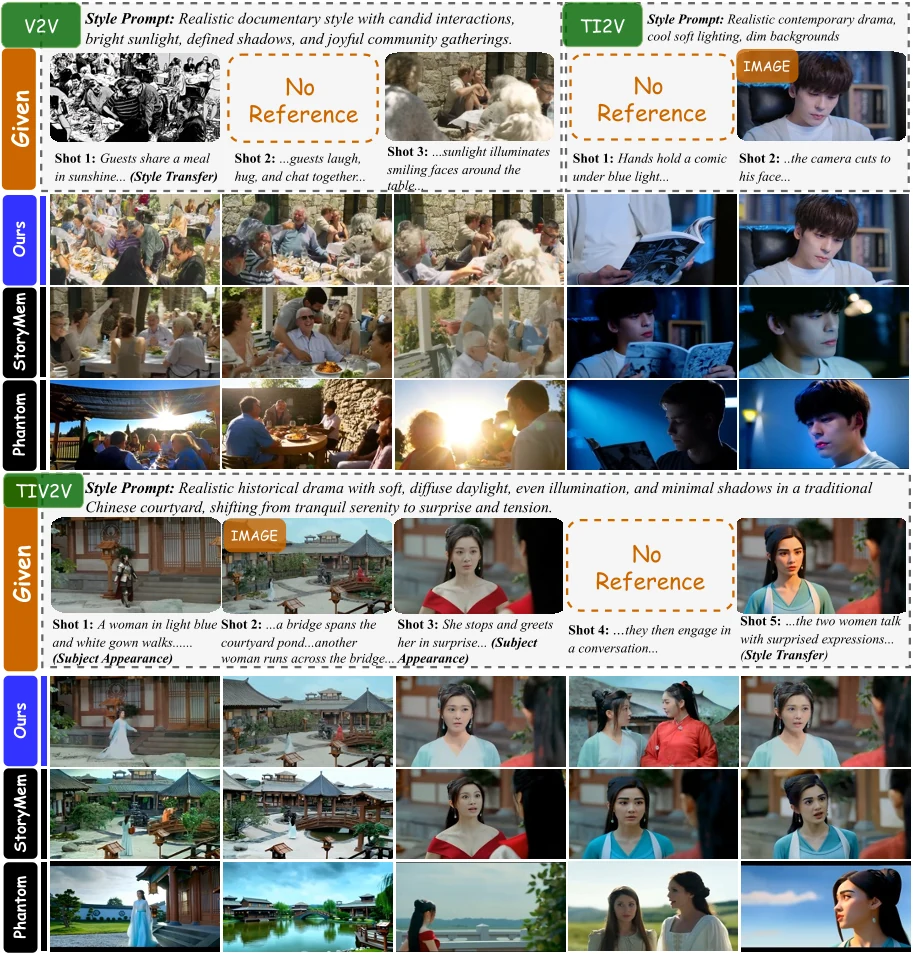 V2V
Style Prompt: Realistic documentary style with candid interactions,
bright sunlight, defined shadows, and joyful community gatherings.
TI2V
Style Prompt: Realistic contemporary drama,
cool soft lighting, dim backgrounds
Given
No
Reference
No
Reference
IMAGE
Shot 1: Guests share a meal
in sunshine... (Style Transfer)
Shot 2: ...guests laugh,
hug, and chat together...
Shot 3: ...sunlight illuminates
smiling faces around the
table...
Shot 1: Hands hold a comic
under blue light...
Shot 2: ..the camera cuts to
his face...
Ours
StoryMem
Phantom
TIV2V
Style Prompt: Realistic historical drama with soft, diffuse daylight, even illumination, and minimal shadows in a traditional
Chinese courtyard, shifting from tranquil serenity to surprise and tension.
Given
IMAGE
No
Reference
Shot 1: A woman in light blue
and white gown walks......
(Subject Appearance)
Shot 2: ...a bridge spans the
courtyard pond...another
woman runs across the bridge...
Shot 3: She stops and greets
her in surprise... (Subject
Appearance)
Shot 4: ...they then engage in
a conversation...
Shot 5: ...the two women talk
with surprised expressions...
(Style Transfer)
Ours
StoryMem
Phantom